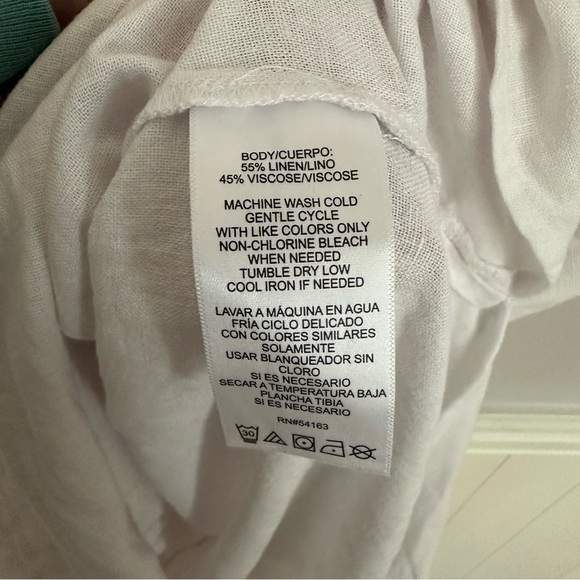 BODY/CUERPO:
55% LINEN/LINO
45% VISCOSE/VISCOSE
MACHINE WASH COLD
GENTLE CYCLE
WITH LIKE COLORS ONLY
NON-CHLORINE BLEACH
WHEN NEEDED
TUMBLE DRY LOW
COOL IRON IF NEEDED
LAVAR A MÁQUINA EN AGUA
FRÍA CICLO DELICADO
CON COLORES SIMILARES
SOLAMENTE
USAR BLANQUEADOR SIN
CLORO
SI ES NECESARIO
SECAR A TEMPERATURA BAJA
PLANCHA TIBIA
SI ES NECESARIO
RN#54163
30